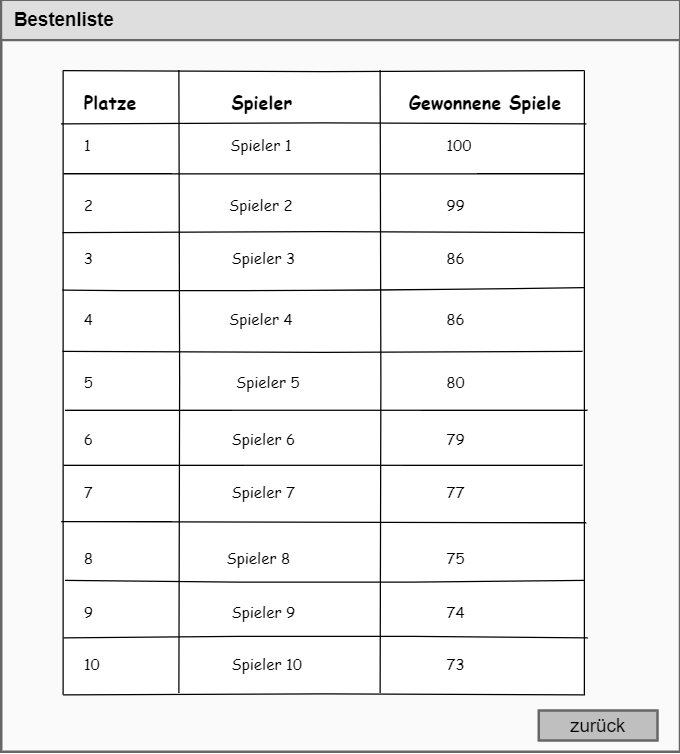 Bestenliste
Platze Spieler Gewonnene Spiele
1 Spieler 1 100
2 Spieler 2 99
3 Spieler 3 86
4 Spieler 4 86
5 Spieler 5 80
6 Spieler 6 79
7 Spieler 7 77
8 Spieler 8 75
9 Spieler 9 74
10 Spieler 10 73
zurück